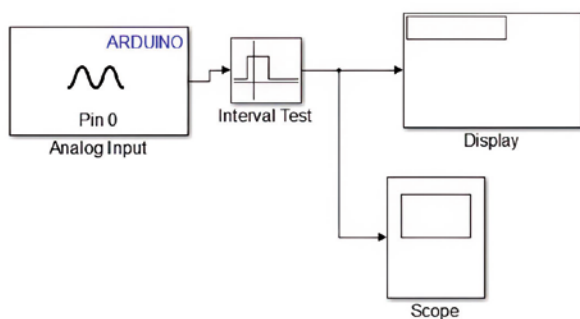 ARDUINO
Pin 0
Analog Input
Interval Test
Display
Scope